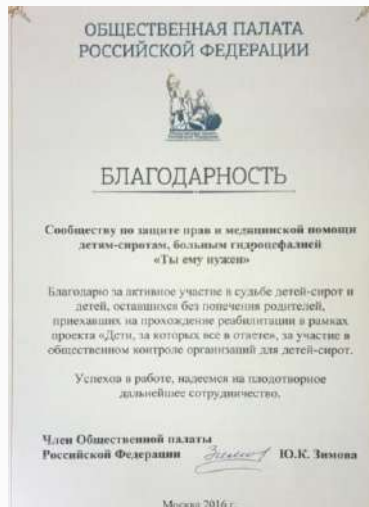 ОБЩЕСТВЕННАЯ ПАЛАТА
РОССИЙСКОЙ ФЕДЕРАЦИИ
БЛАГОДАРНОСТЬ
Сообществу по защите прав и медицинской помощи
детям-сиротам, больным гидроцефалией
«Ты ему нужен»
Благодарю за активное участие в судьбе детей-сирот и
детей, оставшихся без попечения родителей,
приехавших на прохождение реабилитации в рамках
проекта «Дети, за которых все в ответе», за участие в
общественном контроле организаций для детей-сирот.
Успехов в работе, надеемся на плодотворное
дальнейшее сотрудничество.
Член Общественной палаты
Российской Федерации Ю.К. Зимова
Москва 2016 г.